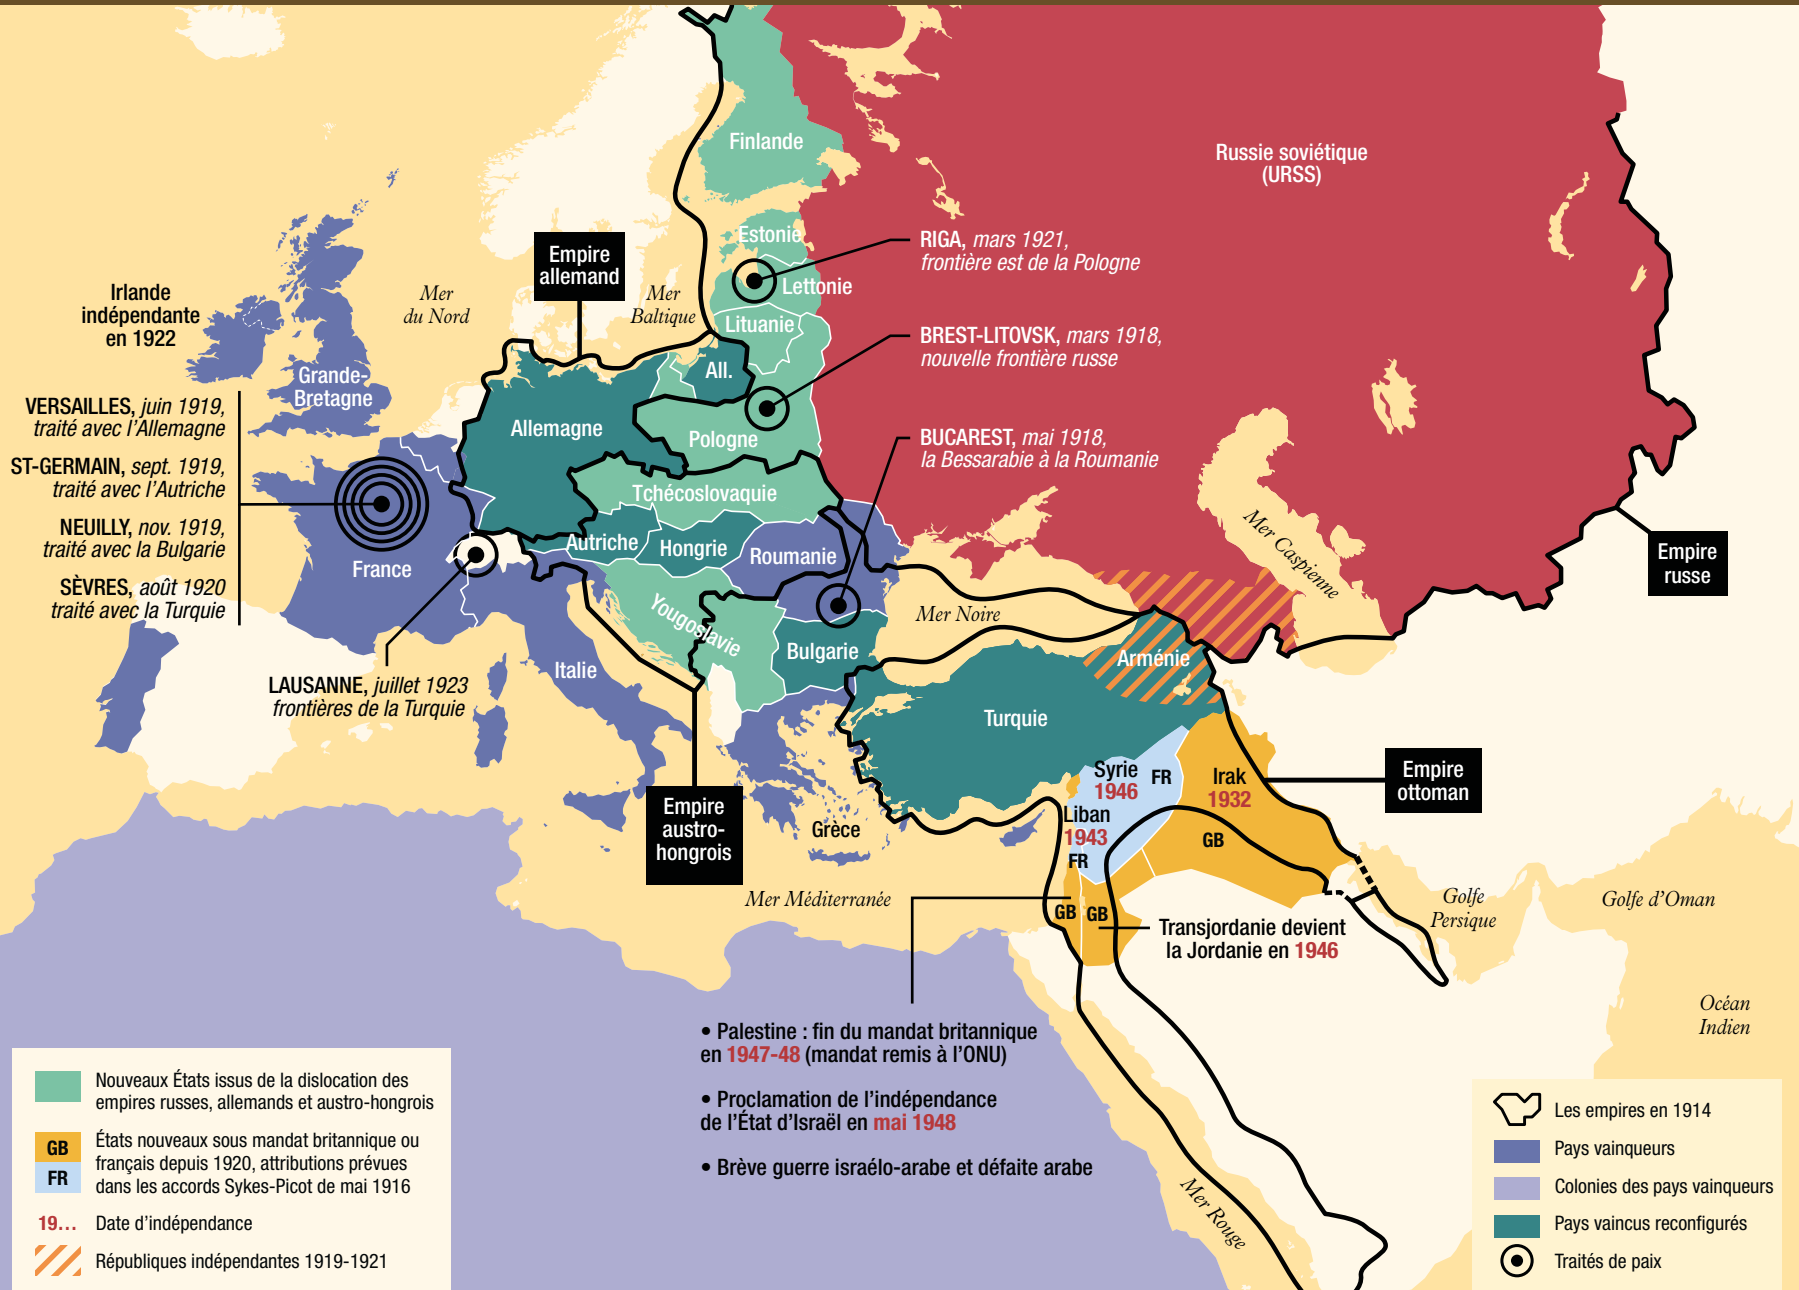 Finlande
Russie soviétique
(URSS)
Estonie
RIGA, mars 1921,
frontière est de la Pologne
Lettonie
Empire
allemand
Irlande
indépendante
en 1922
Mer
du Nord
Mer
Baltique
Lituanie
BREST-LITOVSK, mars 1918,
nouvelle frontière russe
All.
Grande-
Bretagne
VERSAILLES, juin 1919,
traité avec l'Allemagne
ST-GERMAIN, sept. 1919,
traité avec l'Autriche
NEUILLY, nov. 1919,
traité avec la Bulgarie
SÈVRES, août 1920
traité avec la Turquie
Allemagne
Pologne
BUCAREST, mai 1918,
la Bessarabie à la Roumanie
Tchécoslovaquie
Autriche
Hongrie
Roumanie
France
Mer Caspienne
Empire
russe
Yougoslavie
Mer Noire
Bulgarie
Arménie
Italie
LAUSANNE, juillet 1923
frontières de la Turquie
Turquie
Empire
austro-
hongrois
Grèce
Syrie
1946
FR
Irak
1932
Empire
ottoman
Liban
1943
FR
GB
Mer Méditerranée
GB
GB
Golfe
Persique
Golfe d'Oman
Transjordanie devient
la Jordanie en 1946
Océan
Indien
• Palestine : fin du mandat britannique
en 1947-48 (mandat remis à l'ONU)
• Proclamation de l'indépendance
de l'État d'Israël en mai 1948
• Brève guerre israélo-arabe et défaite arabe
Mer Rouge
Nouveaux États issus de la dislocation des
empires russes, allemands et austro-hongrois
GB
FR
États nouveaux sous mandat britannique ou
français depuis 1920, attributions prévues
dans les accords Sykes-Picot de mai 1916
19... Date d'indépendance
Républiques indépendantes 1919-1921
Les empires en 1914
Pays vainqueurs
Colonies des pays vainqueurs
Pays vaincus reconfigurés
Traités de paix